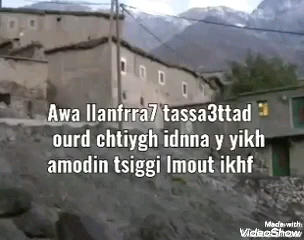 Awa llanfrra7 tassa3ttad
ourd chtiygh idnna y yikh
amodin tsiggi lmout ikhf
Made with
VideoShow